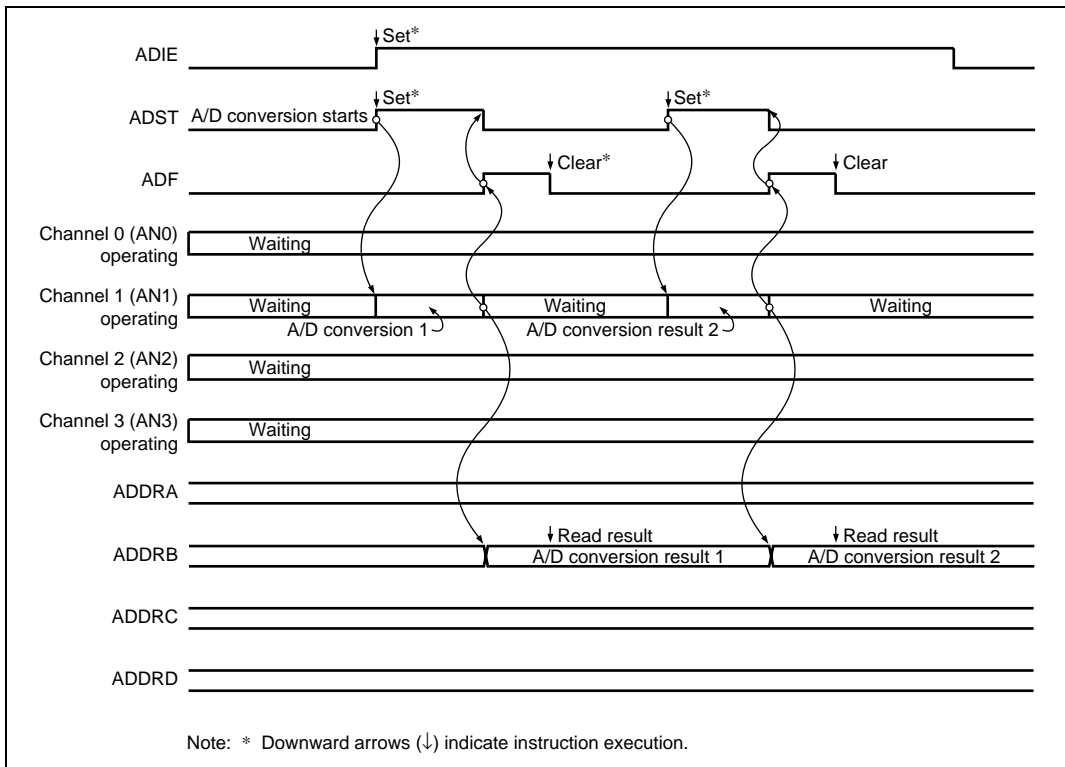 ADIE
↓Set*
ADST
A/D conversion starts
↓Set*
↓Set*
ADF
↓Clear*
↓Clear
Channel 0 (AN0)
operating
Waiting
Channel 1 (AN1)
operating
Waiting
Waiting
Waiting
A/D conversion 1
A/D conversion result 2
Channel 2 (AN2)
operating
Waiting
Channel 3 (AN3)
operating
Waiting
ADDRA
ADDRB
↓Read result
↓Read result
A/D conversion result 1
A/D conversion result 2
ADDRC
ADDRD
Note: * Downward arrows (↓) indicate instruction execution.